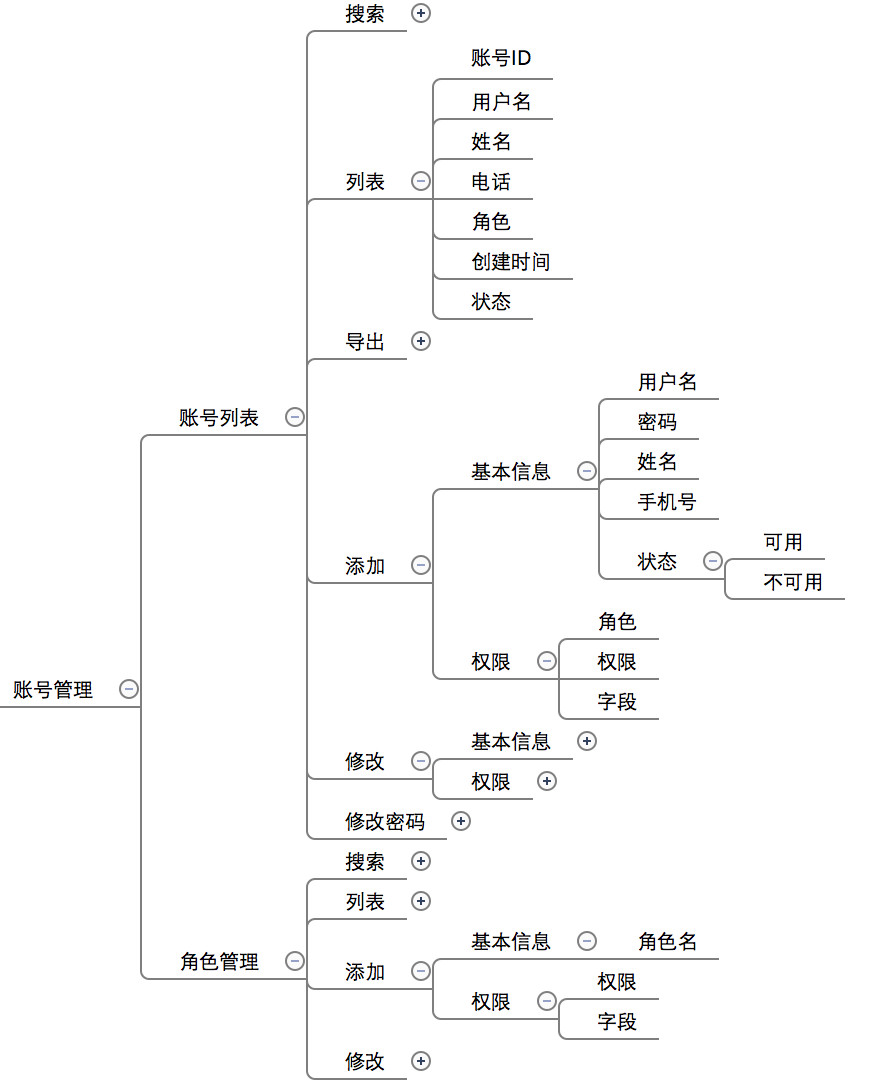 搜索
账号ID
用户名
姓名
列表
电话
角色
创建时间
状态
导出
用户名
账号列表
密码
姓名
基本信息
手机号
可用
状态
添加
不可用
角色
权限
权限
账号管理
字段
基本信息
修改
权限
修改密码
搜索
列表
基本信息
角色名
角色管理
添加
权限
权限
字段
修改